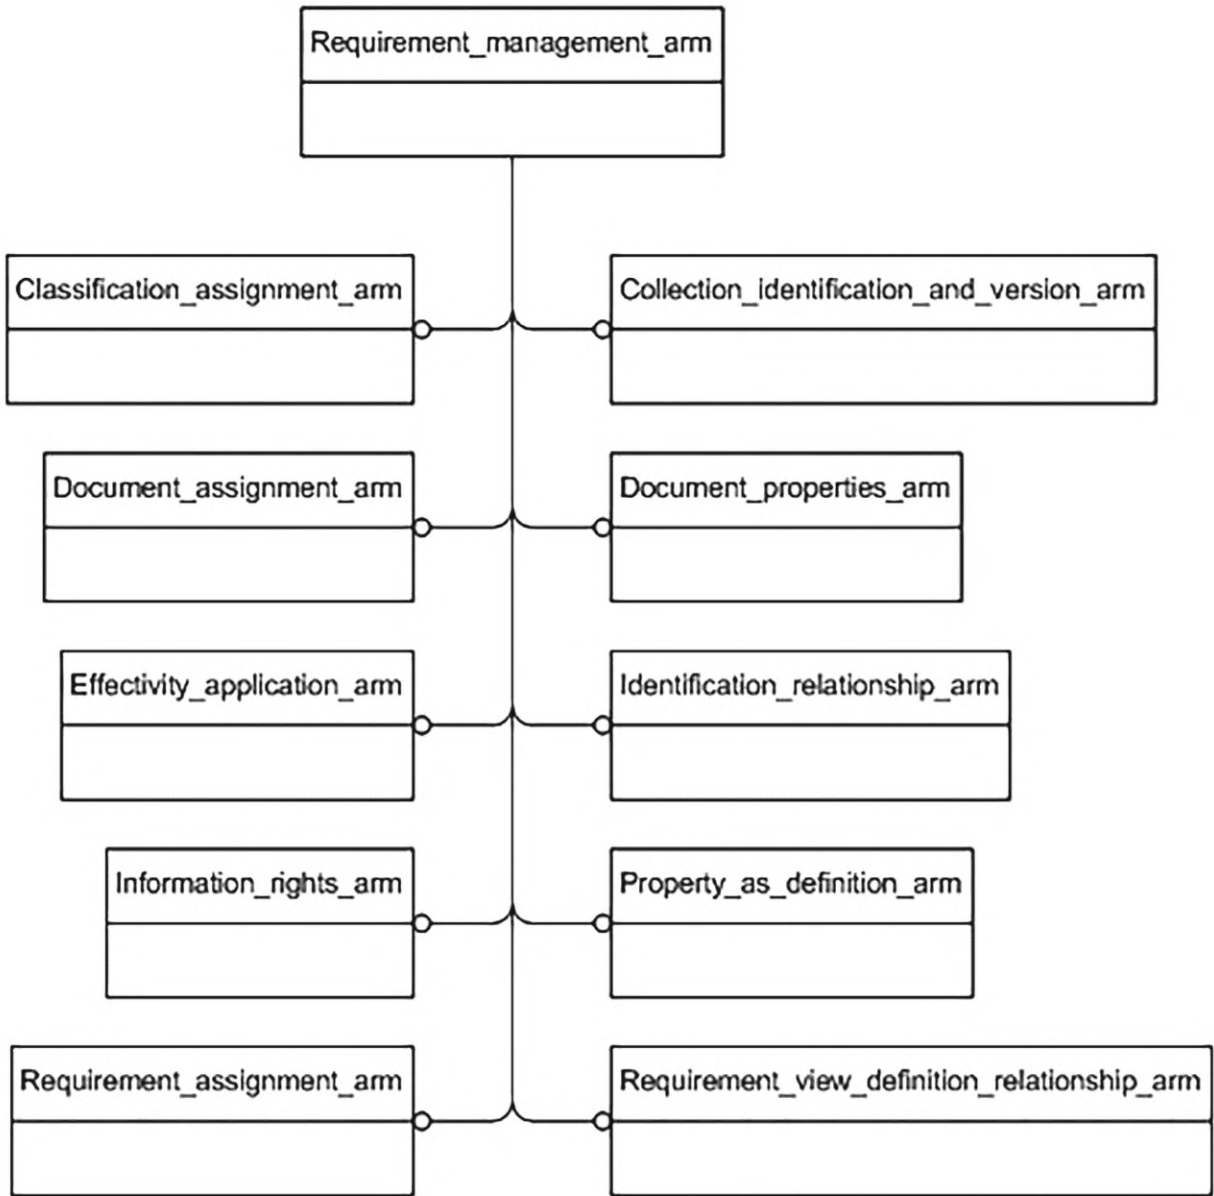 Requirement_management_arm
Classification_assignment_arm
Collection_identification_and_version_arm
Document_assignment_arm
Document_properties_arm
Effectivity_application_arm
Identification_relationship_arm
Information_rights_arm
Property_as_definition_arm
Requirement_assignment_arm
Requirement_view_definition_relationship_arm